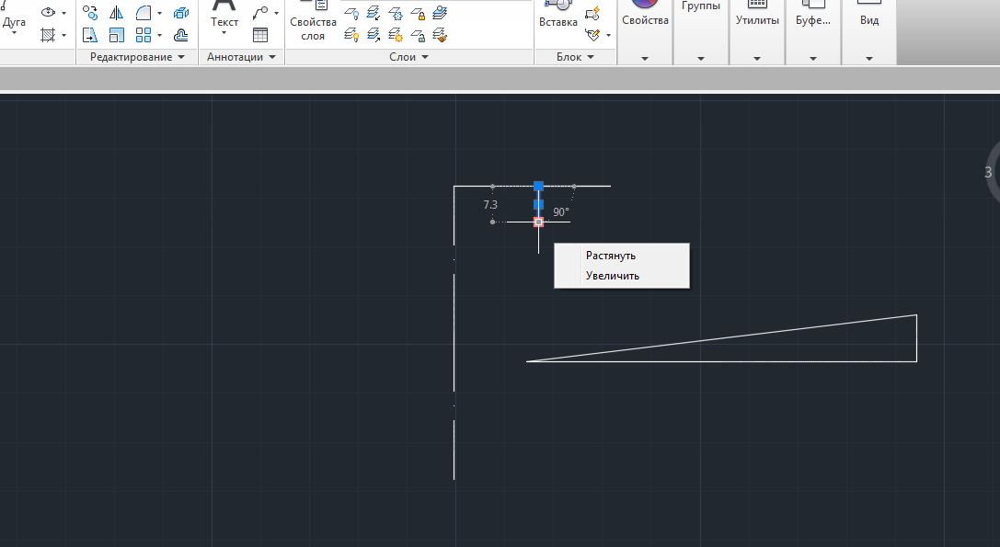 Группы
Дуга
Текст
Свойства
слоя
Вставка
Свойства
Утилиты
Буфе...
Вид
Редактирование
Аннотации
Слои
Блок
3
7.3
90°
Растянуть
Увеличить